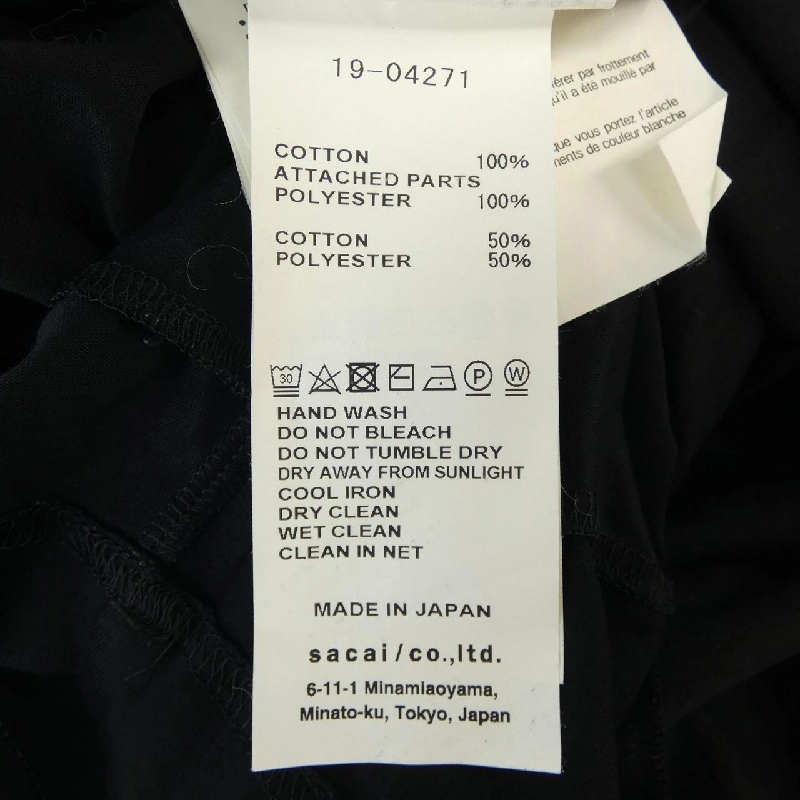 19-04271
COTTON 100%
ATTACHED PARTS
POLYESTER 100%
COTTON 50%
POLYESTER 50%
30
P
W
HAND WASH
DO NOT BLEACH
DO NOT TUMBLE DRY
DRY AWAY FROM SUNLIGHT
COOL IRON
DRY CLEAN
WET CLEAN
CLEAN IN NET
MADE IN JAPAN
sacai/co.,ltd.
6-11-1 Minamiaoyama,
Minato-ku, Tokyo, Japan
par frottement
qu'il a été mouillé par
que vous portez l'article
de couleur blanche